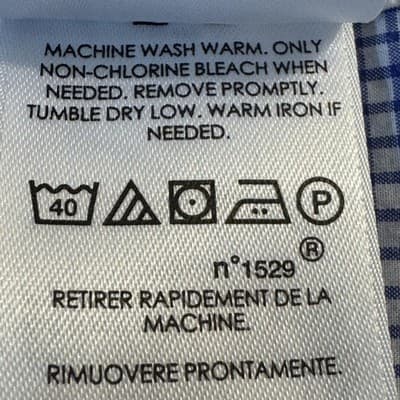 MACHINE WASH WARM. ONLY
NON-CHLORINE BLEACH WHEN
NEEDED. REMOVE PROMPTLY.
TUMBLE DRY LOW. WARM IRON IF
NEEDED.
40 P
n°1529 ®
RETIRER RAPIDEMENT DE LA
MACHINE.
RIMUOVERE PRONTAMENTE.